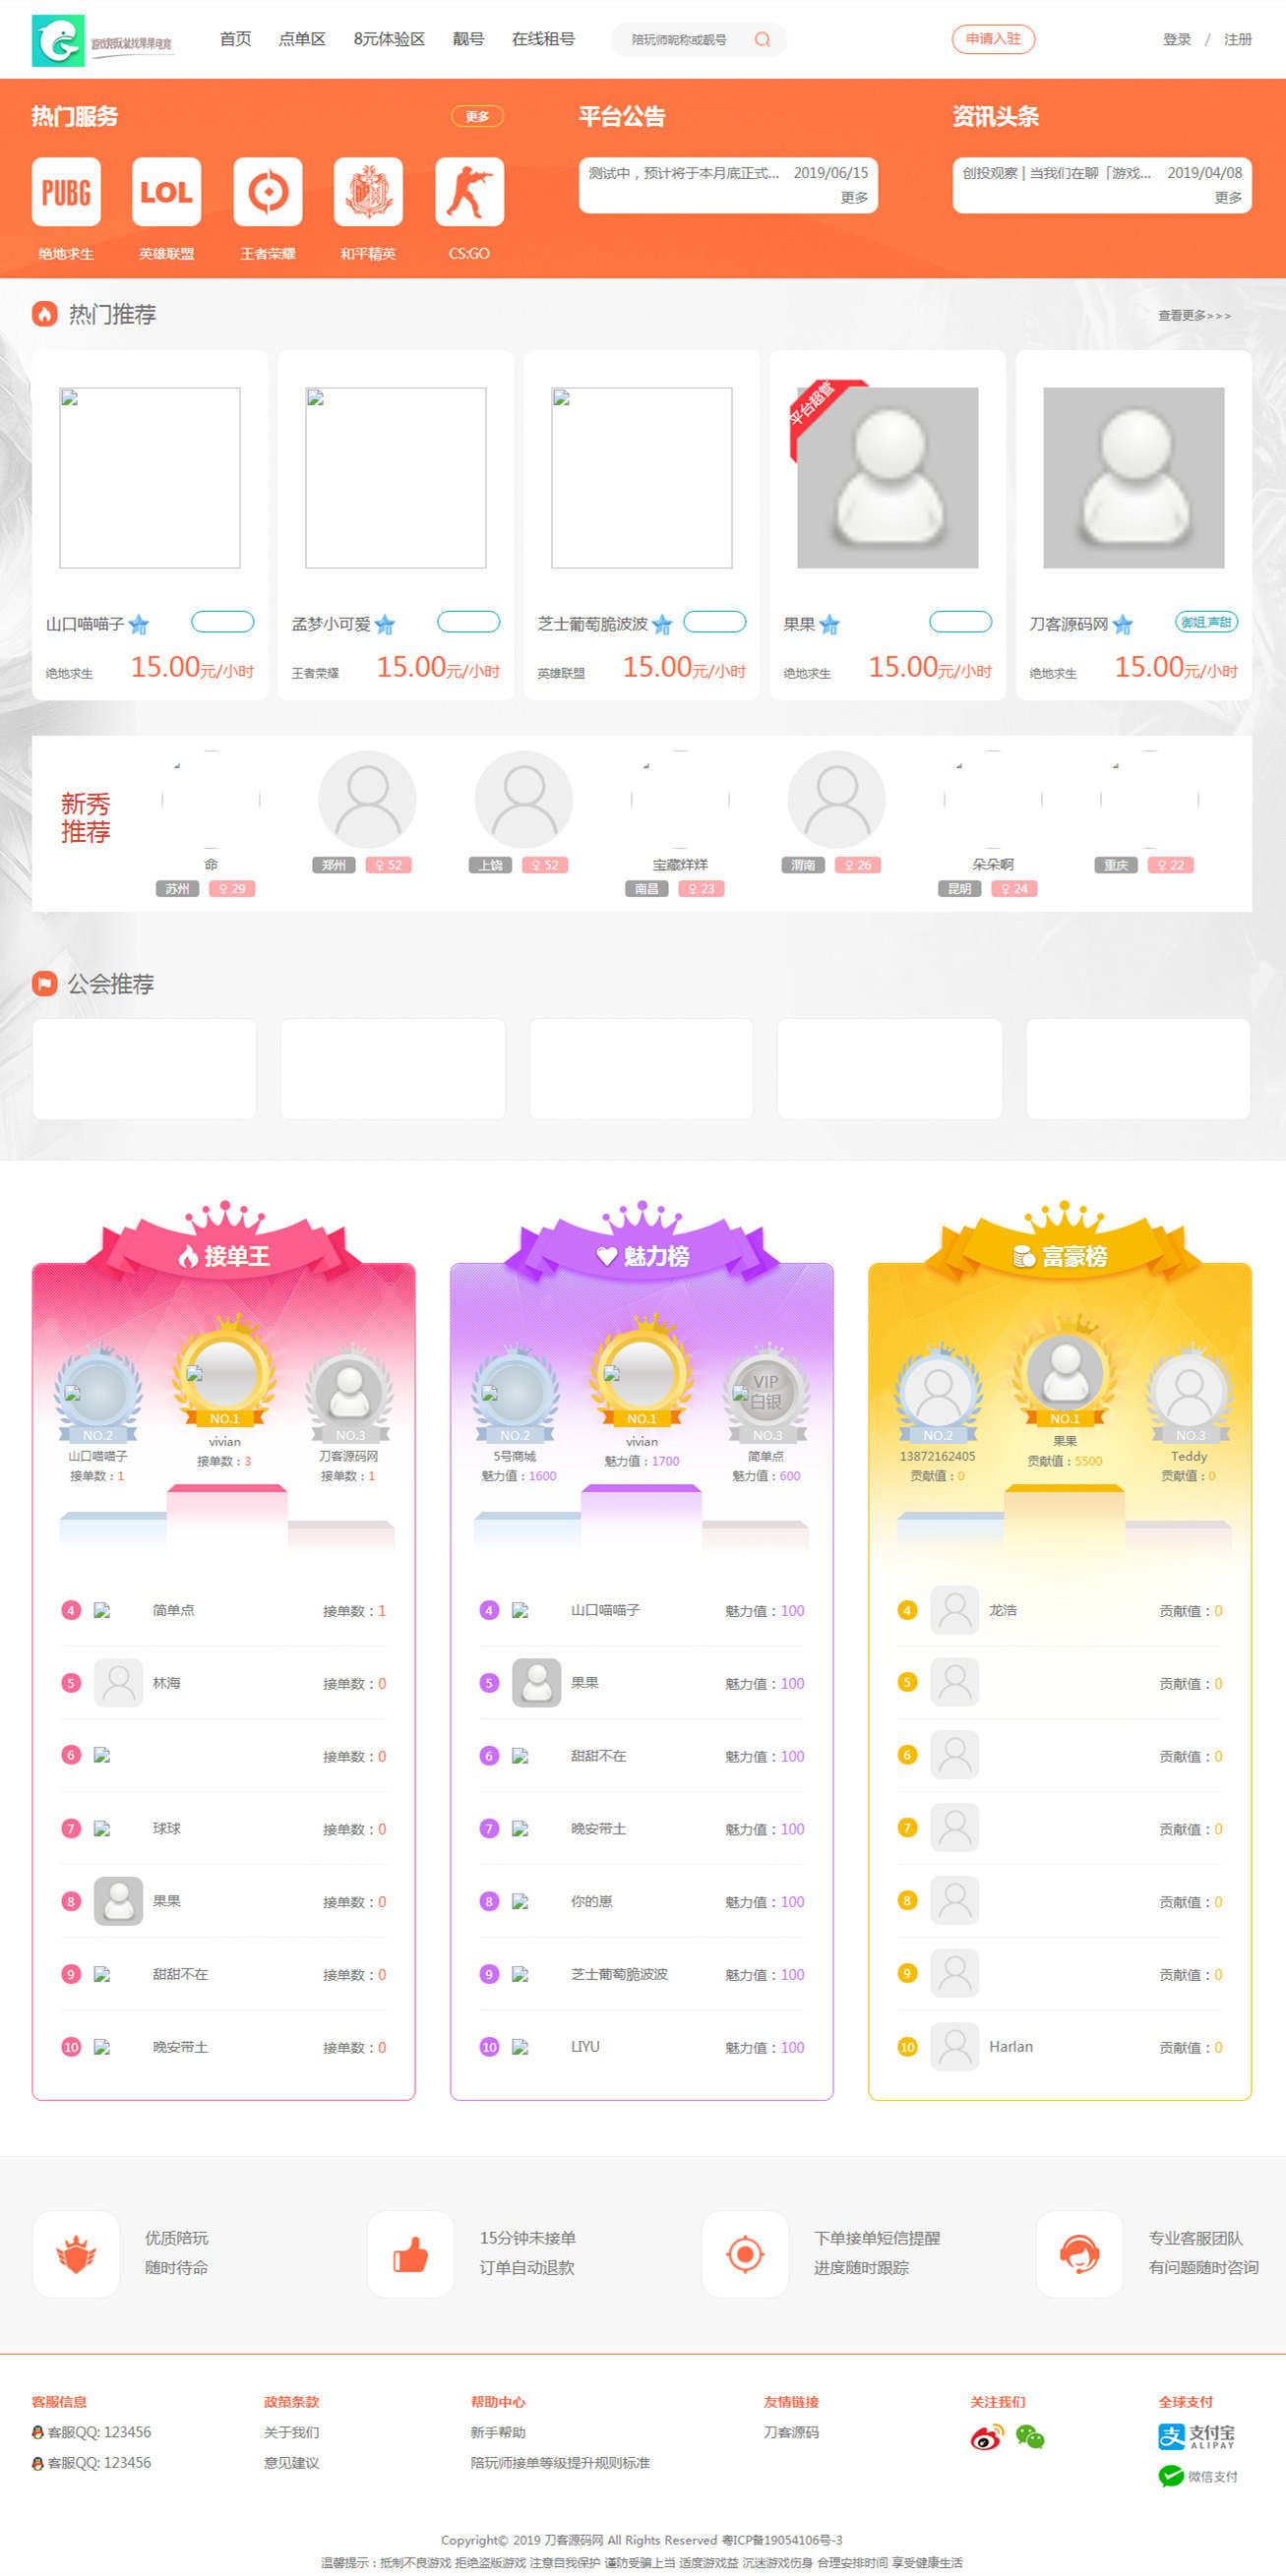 首页 点单区 8元体验区 靓号 在线租号 陪玩师昵称或靓号 申请入驻 登录 / 注册
热门服务 更多 平台公告 资讯头条
测试中，预计将于本月底正式... 2019/06/15
更多
创投观察 | 当我们在聊「游戏... 2019/04/08
更多
PUBG LOL
绝地求生 英雄联盟 王者荣耀 和平精英 CS:GO
热门推荐 查看更多>>>
平台超管
山口喵喵子 孟梦小可爱 芝士葡萄脆波波 果果 刀客源码网 御姐,声甜
绝地求生 15.00元/小时 王者荣耀 15.00元/小时 英雄联盟 15.00元/小时 绝地求生 15.00元/小时 绝地求生 15.00元/小时
新秀
推荐
命
苏州 ♀ 29
郑州 ♀ 52
上饶 ♀ 52
宝藏烊烊
南昌 ♀ 23
渭南 ♀ 26
朵朵啊
昆明 ♀ 24
重庆 ♀ 22
公会推荐
接单王
NO.2 NO.1 NO.3
山口喵喵子 vivian 刀客源码网
接单数：1 接单数：3 接单数：1
4 简单点 接单数：1
5 林海 接单数：0
6 接单数：0
7 球球 接单数：0
8 果果 接单数：0
9 甜甜不在 接单数：0
10 晚安带土 接单数：0
魅力榜
VIP
白银
NO.2 NO.1 NO.3
5号商城 vivian 简单点
魅力值：1600 魅力值：1700 魅力值：600
4 山口喵喵子 魅力值：100
5 果果 魅力值：100
6 甜甜不在 魅力值：100
7 晚安带土 魅力值：100
8 你的崽 魅力值：100
9 芝士葡萄脆波波 魅力值：100
10 LIYU 魅力值：100
富豪榜
NO.2 NO.1 NO.3
13872162405 果果 Teddy
贡献值：0 贡献值：5500 贡献值：0
4 龙浩 贡献值：0
5 贡献值：0
6 贡献值：0
7 贡献值：0
8 贡献值：0
9 贡献值：0
10 Harlan 贡献值：0
优质陪玩
随时待命
15分钟未接单
订单自动退款
下单接单短信提醒
进度随时跟踪
专业客服团队
有问题随时咨询
客服信息 政策条款 帮助中心 友情链接 关注我们 全球支付
客服QQ: 123456 关于我们 新手帮助 刀客源码 支付宝
ALIPAY
客服QQ: 123456 意见建议 陪玩师接单等级提升规则标准 微信支付
Copyright© 2019 刀客源码网 All Rights Reserved 粤ICP备19054106号-3
温馨提示：抵制不良游戏 拒绝盗版游戏 注意自我保护 谨防受骗上当 适度游戏益 沉迷游戏伤身 合理安排时间 享受健康生活